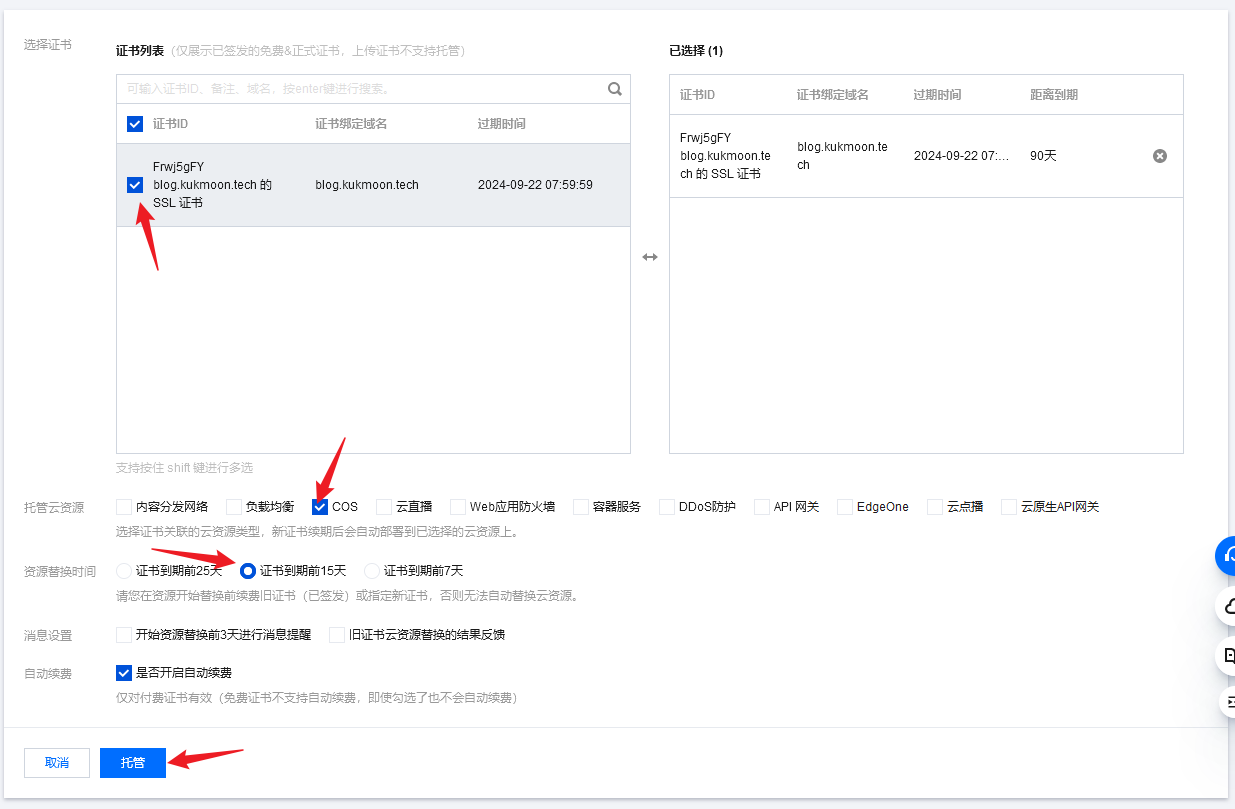 选择证书
证书列表（仅展示已签发的免费&正式证书，上传证书不支持托管）
已选择 (1)
可输入证书ID、备注、域名，按enter键进行搜索。
证书ID 证书绑定域名 过期时间
Frwj5gFY
blog.kukmoon.tech 的
SSL 证书
blog.kukmoon.tech
2024-09-22 07:59:59
证书ID 证书绑定域名 过期时间 距离到期
Frwj5gFY
blog.kukmoon.te
ch 的 SSL 证书
blog.kukmoon.te
ch
2024-09-22 07:...
90天
支持按住 shift 键进行多选
托管云资源 内容分发网络 负载均衡 COS 云直播 Web应用防火墙 容器服务 DDoS防护 API 网关 EdgeOne 云点播 云原生API网关
选择证书关联的云资源类型，新证书续期后会自动部署到已选择的云资源上。
资源替换时间 证书到期前25天 证书到期前15天 证书到期前7天
请您在资源开始替换前续费旧证书（已签发）或指定新证书，否则无法自动替换云资源。
消息设置 开始资源替换前3天进行消息提醒 旧证书云资源替换的结果反馈
自动续费 是否开启自动续费
仅对付费证书有效（免费证书不支持自动续费，即使勾选了也不会自动续费）
取消 托管